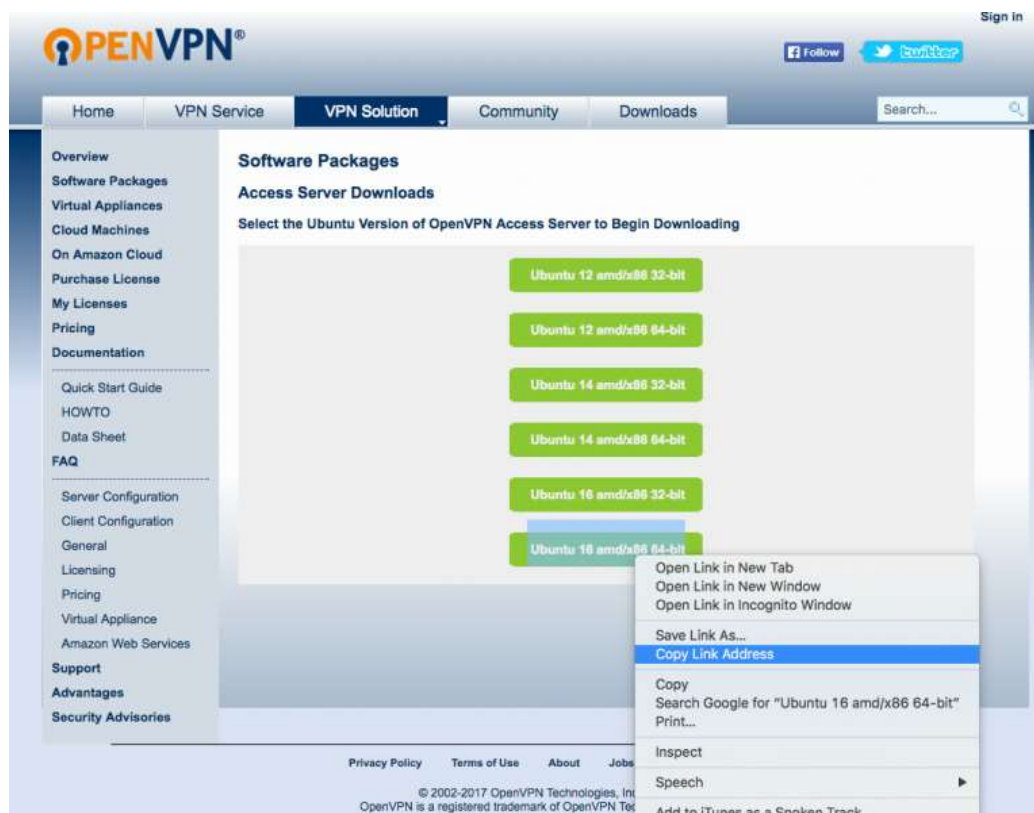 Sign in
OPENVPN®
Follow
twitter
Home VPN Service VPN Solution Community Downloads Search...
Overview
Software Packages
Virtual Appliances
Cloud Machines
On Amazon Cloud
Purchase License
My Licenses
Pricing
Documentation
Quick Start Guide
HOWTO
Data Sheet
FAQ
Server Configuration
Client Configuration
General
Licensing
Pricing
Virtual Appliance
Amazon Web Services
Support
Advantages
Security Advisories
Software Packages
Access Server Downloads
Select the Ubuntu Version of OpenVPN Access Server to Begin Downloading
Ubuntu 12 amd/x86 32-bit
Ubuntu 12 amd/x86 64-bit
Ubuntu 14 amd/x86 32-bit
Ubuntu 14 amd/x86 64-bit
Ubuntu 16 amd/x86 32-bit
Ubuntu 16 amd/x86 64-bit
Open Link in New Tab
Open Link in New Window
Open Link in Incognito Window
Save Link As...
Copy Link Address
Copy
Search Google for "Ubuntu 16 amd/x86 64-bit"
Print...
Inspect
Speech
Add to iTunes as a Spoken Track
Privacy Policy Terms of Use About Jobs
© 2002-2017 OpenVPN Technologies,
OpenVPN is a registered trademark of OpenVPN